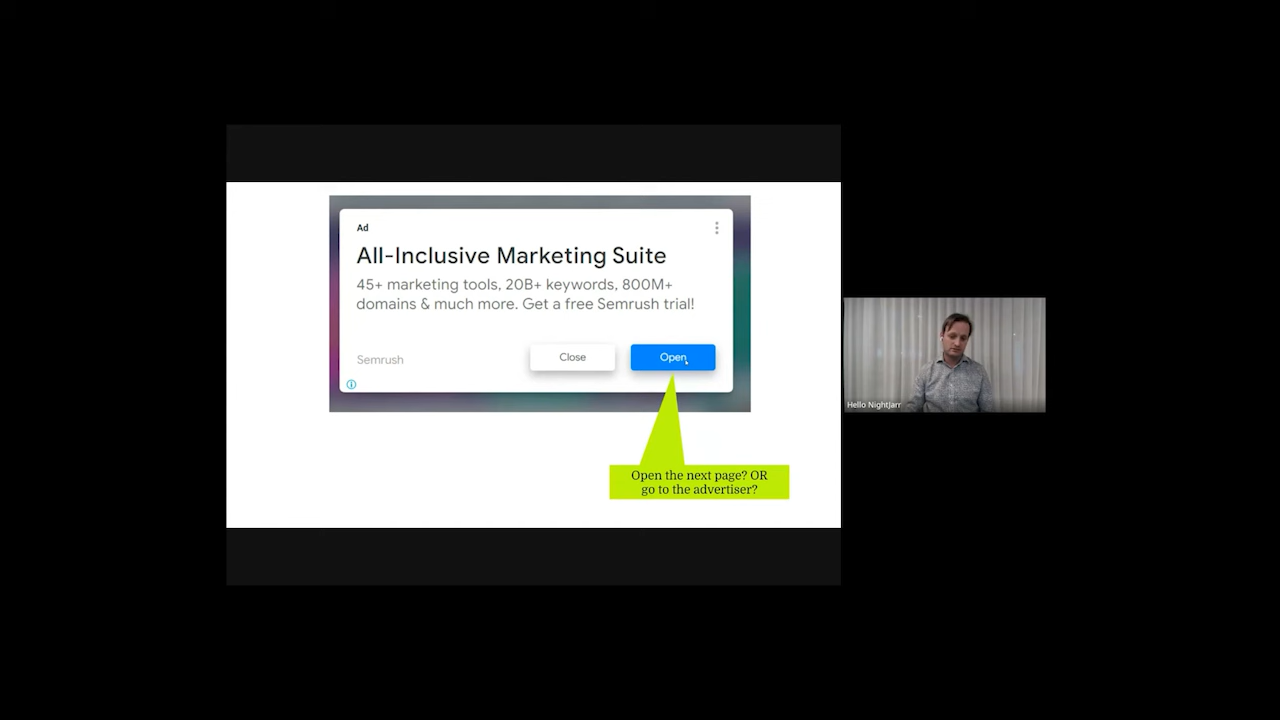 Ad
All-Inclusive Marketing Suite
45+ marketing tools, 20B+ keywords, 800M+
domains & much more. Get a free Semrush trial!
Semrush
Close
Open
Open the next page? OR
go to the advertiser?
Hello NightJarr